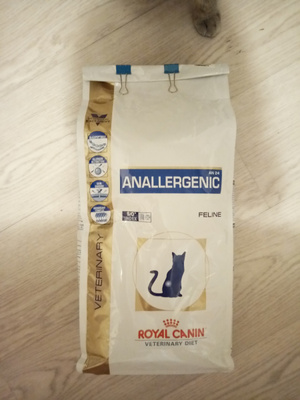 ANALLERGENIC
FELINE
VETERINARY
ROYAL CANIN
VETERINARY DIET